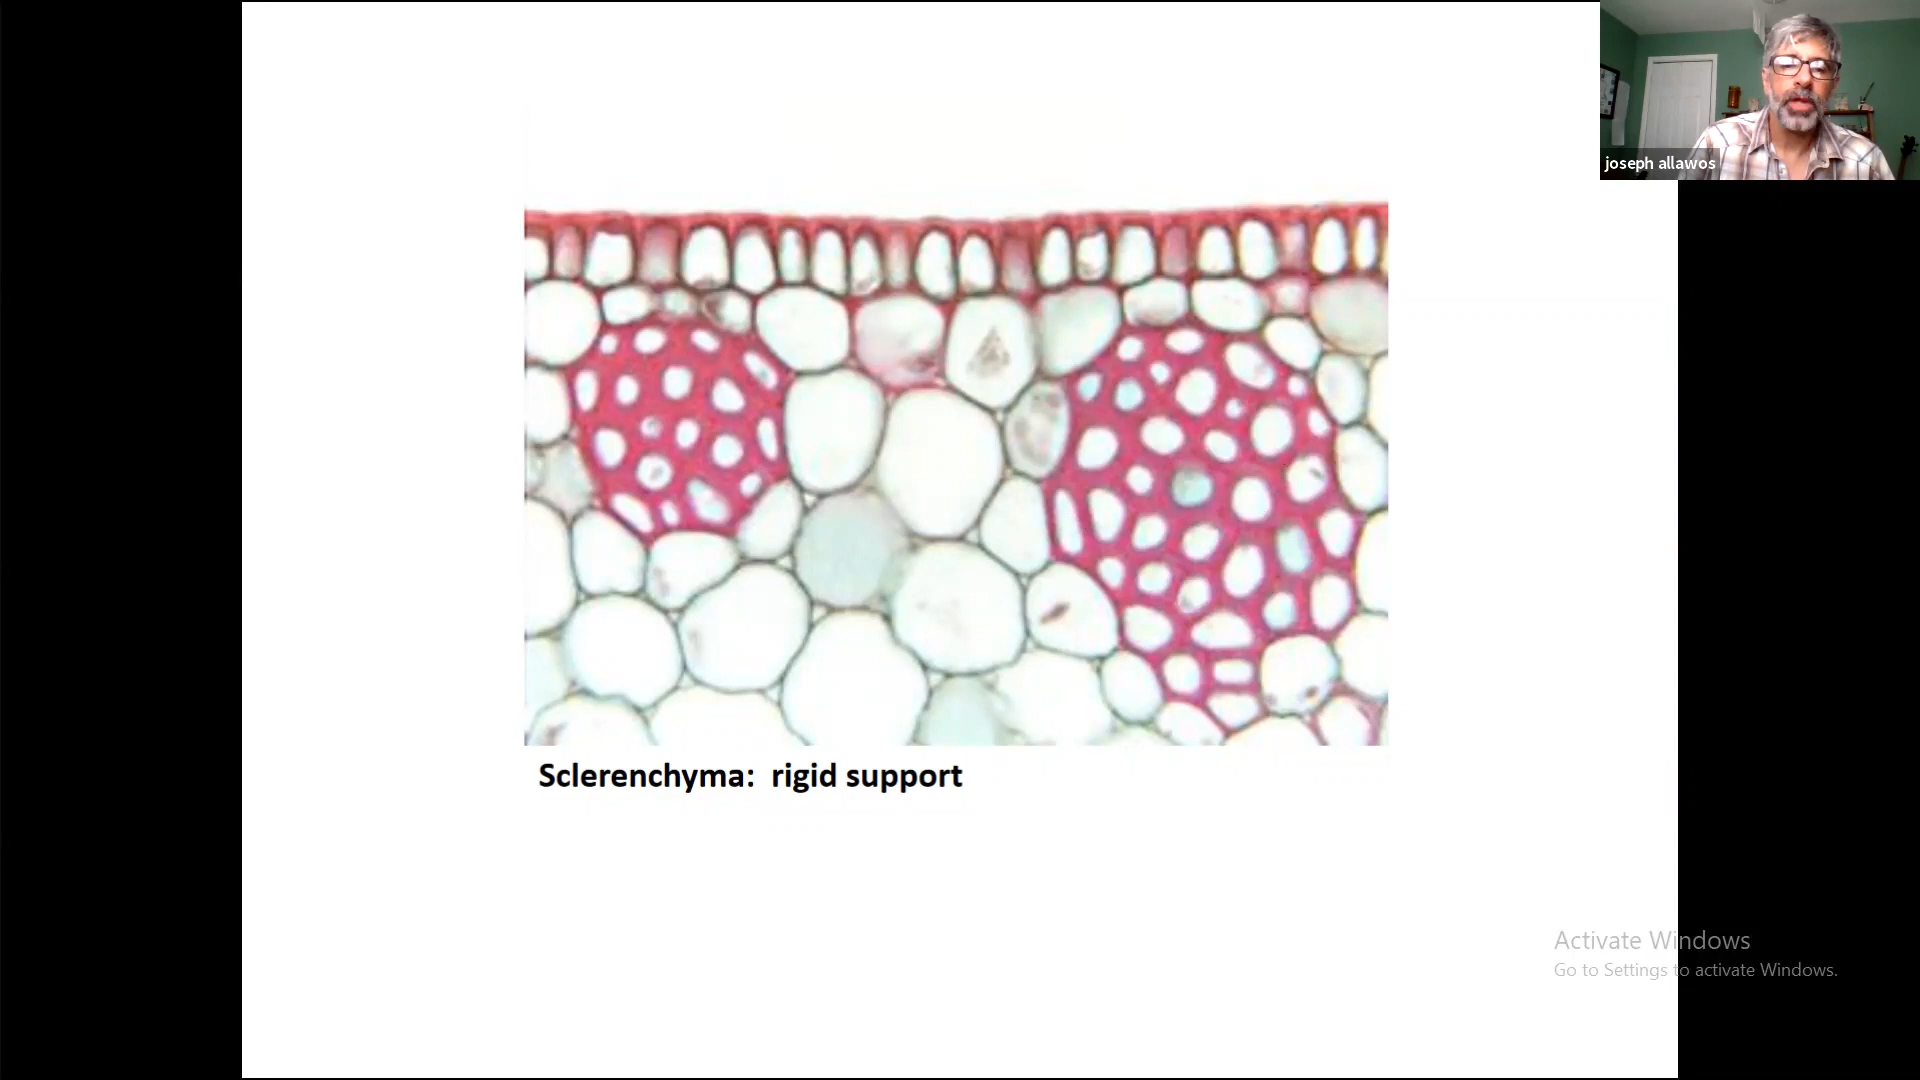 joseph allawos
Sclerenchyma:  rigid support
Activate Windows
Go to Settings to activate Windows.